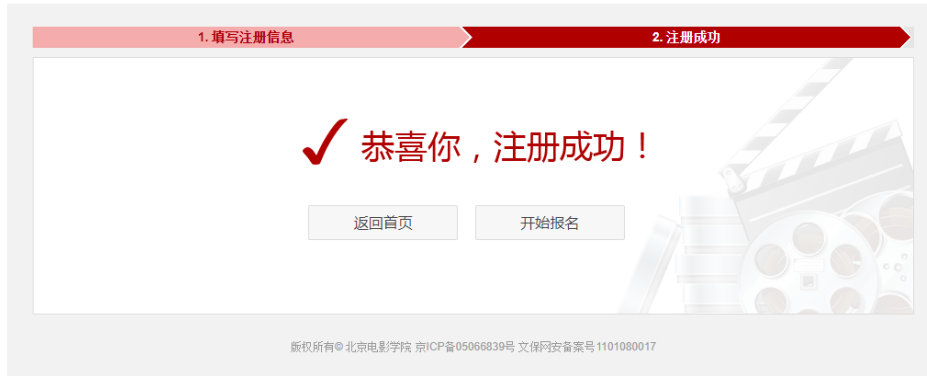 1. 填写注册信息
2. 注册成功
恭喜你，注册成功！
返回首页 开始报名
版权所有© 北京电影学院 京ICP备05066839号 文保网安备案号1101080017